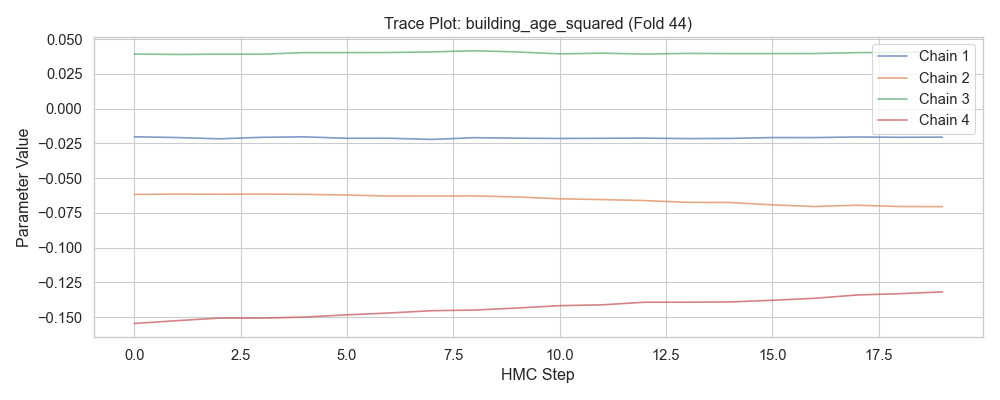 Trace Plot: building_age_squared (Fold 44)
0.050
0.025
0.000
−0.025
−0.050
−0.075
−0.100
−0.125
−0.150
Parameter Value
Chain 1
Chain 2
Chain 3
Chain 4
0.0 2.5 5.0 7.5 10.0 12.5 15.0 17.5
HMC Step